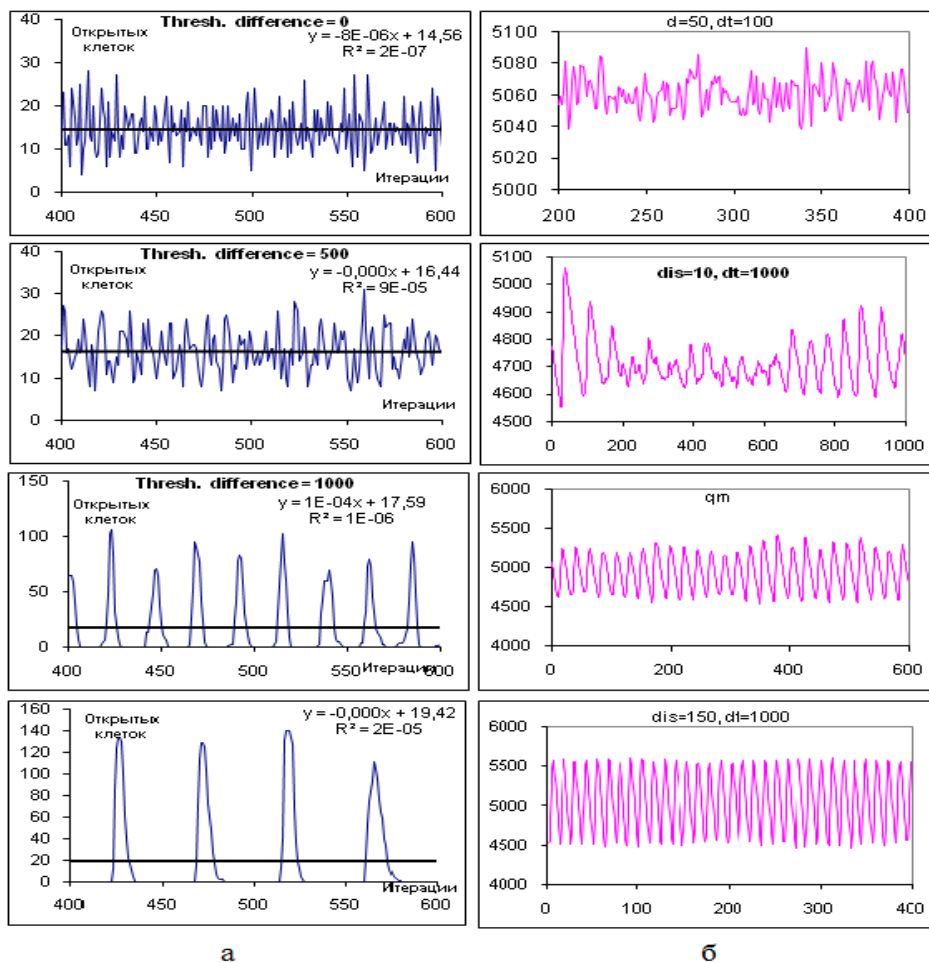 Thresh. difference = 0
Открытых клеток
y = -8E-06x + 14,56
R² = 2E-07
40
30
20
10
0
Итерации
400 450 500 550 600
d=50, dt=100
5100
5080
5060
5040
5020
5000
200 250 300 350 400
Thresh. difference = 500
Открытых клеток
y = -0,000x + 16,44
R² = 9E-05
40
30
20
10
0
Итерации
400 450 500 550 600
dis=10, dt=1000
5100
5000
4900
4800
4700
4600
4500
0 200 400 600 800 1000
Thresh. difference = 1000
Открытых клеток
y = 1E-04x + 17,59
R² = 1E-06
150
100
50
0
Итерации
400 450 500 550 600
qm
6000
5500
5000
4500
4000
0 200 400 600
Открытых клеток
y = -0,000x + 19,42
R² = 2E-05
160
140
120
100
80
60
40
20
0
Итерации
400 450 500 550 600
dis=150, dt=1000
6000
5500
5000
4500
4000
0 100 200 300 400
а б